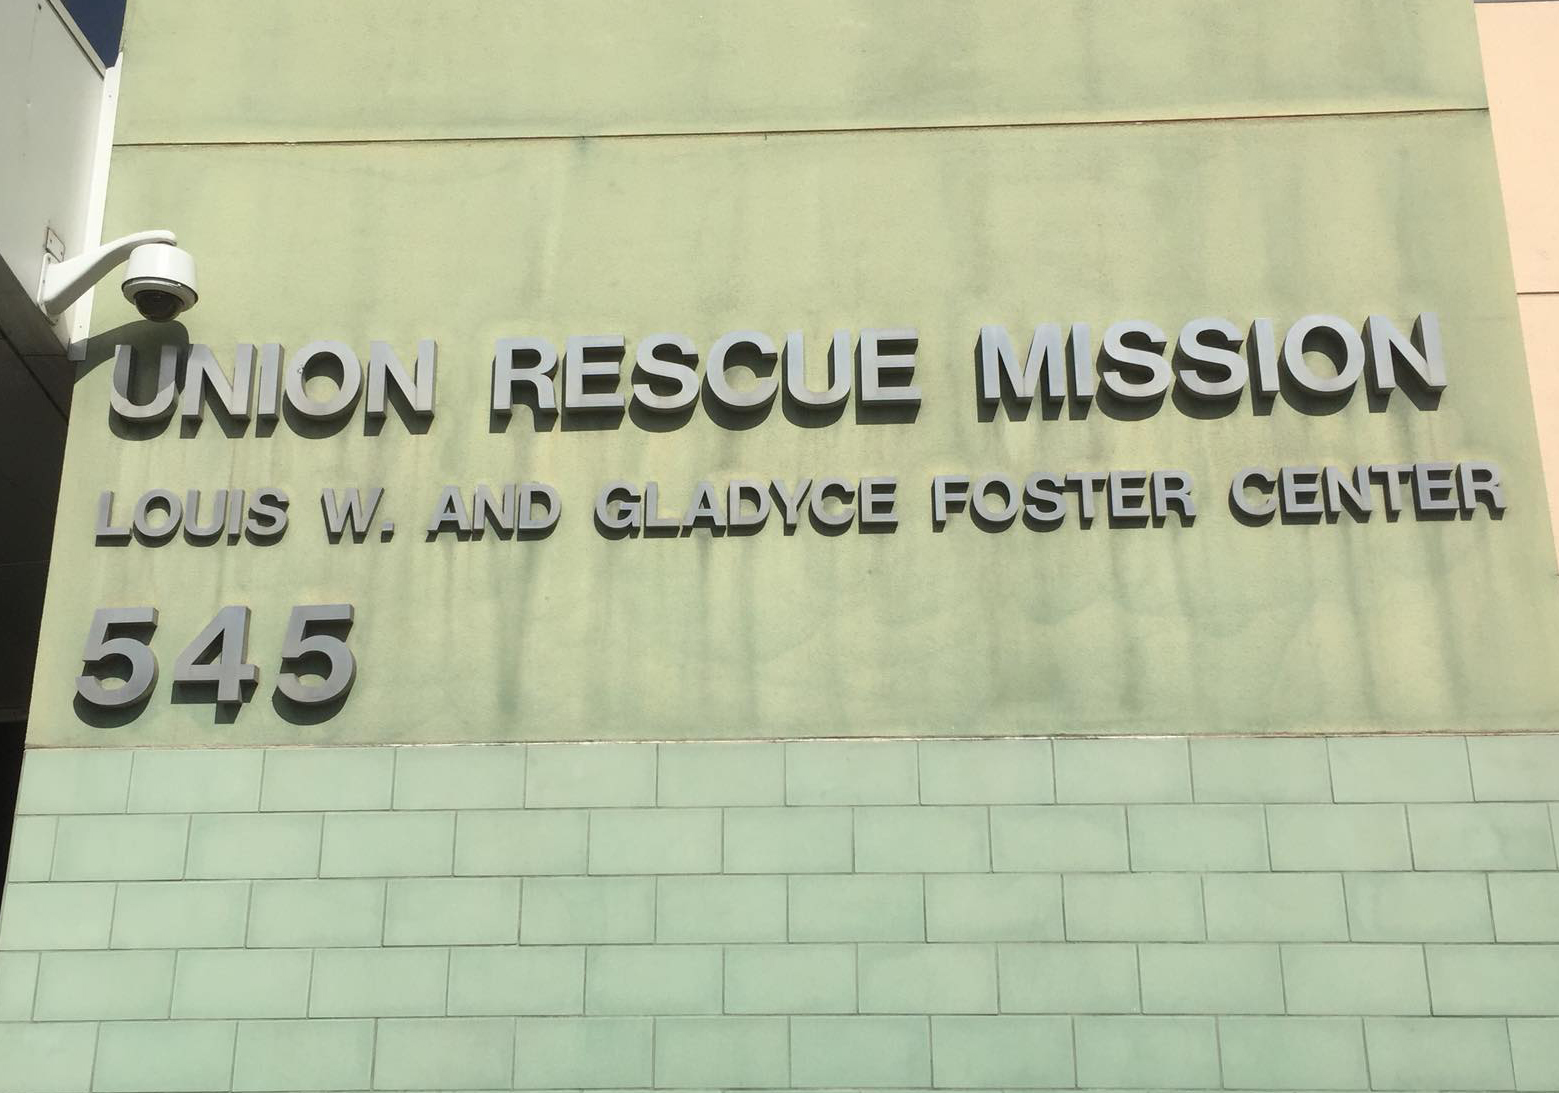 UNION RESCUE MISSION
LOUIS W. AND GLADYCE FOSTER CENTER
545